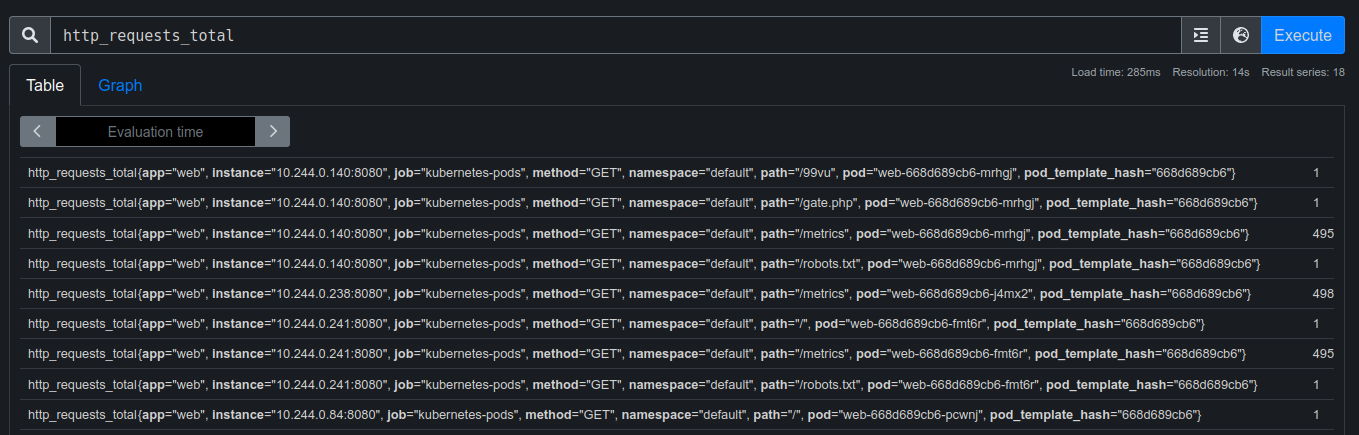 http_requests_total Execute
Load time: 285ms Resolution: 14s Result series: 18
Table Graph
Evaluation time
http_requests_total{app="web", instance="10.244.0.140:8080", job="kubernetes-pods", method="GET", namespace="default", path="/99vu", pod="web-668d689cb6-mrhgj", pod_template_hash="668d689cb6"} 1
http_requests_total{app="web", instance="10.244.0.140:8080", job="kubernetes-pods", method="GET", namespace="default", path="/gate.php", pod="web-668d689cb6-mrhgj", pod_template_hash="668d689cb6"} 1
http_requests_total{app="web", instance="10.244.0.140:8080", job="kubernetes-pods", method="GET", namespace="default", path="/metrics", pod="web-668d689cb6-mrhgj", pod_template_hash="668d689cb6"} 495
http_requests_total{app="web", instance="10.244.0.140:8080", job="kubernetes-pods", method="GET", namespace="default", path="/robots.txt", pod="web-668d689cb6-mrhgj", pod_template_hash="668d689cb6"} 1
http_requests_total{app="web", instance="10.244.0.238:8080", job="kubernetes-pods", method="GET", namespace="default", path="/metrics", pod="web-668d689cb6-j4mx2", pod_template_hash="668d689cb6"} 498
http_requests_total{app="web", instance="10.244.0.241:8080", job="kubernetes-pods", method="GET", namespace="default", path="/", pod="web-668d689cb6-fmt6r", pod_template_hash="668d689cb6"} 1
http_requests_total{app="web", instance="10.244.0.241:8080", job="kubernetes-pods", method="GET", namespace="default", path="/metrics", pod="web-668d689cb6-fmt6r", pod_template_hash="668d689cb6"} 495
http_requests_total{app="web", instance="10.244.0.241:8080", job="kubernetes-pods", method="GET", namespace="default", path="/robots.txt", pod="web-668d689cb6-fmt6r", pod_template_hash="668d689cb6"} 1
http_requests_total{app="web", instance="10.244.0.84:8080", job="kubernetes-pods", method="GET", namespace="default", path="/", pod="web-668d689cb6-pcwnj", pod_template_hash="668d689cb6"} 1